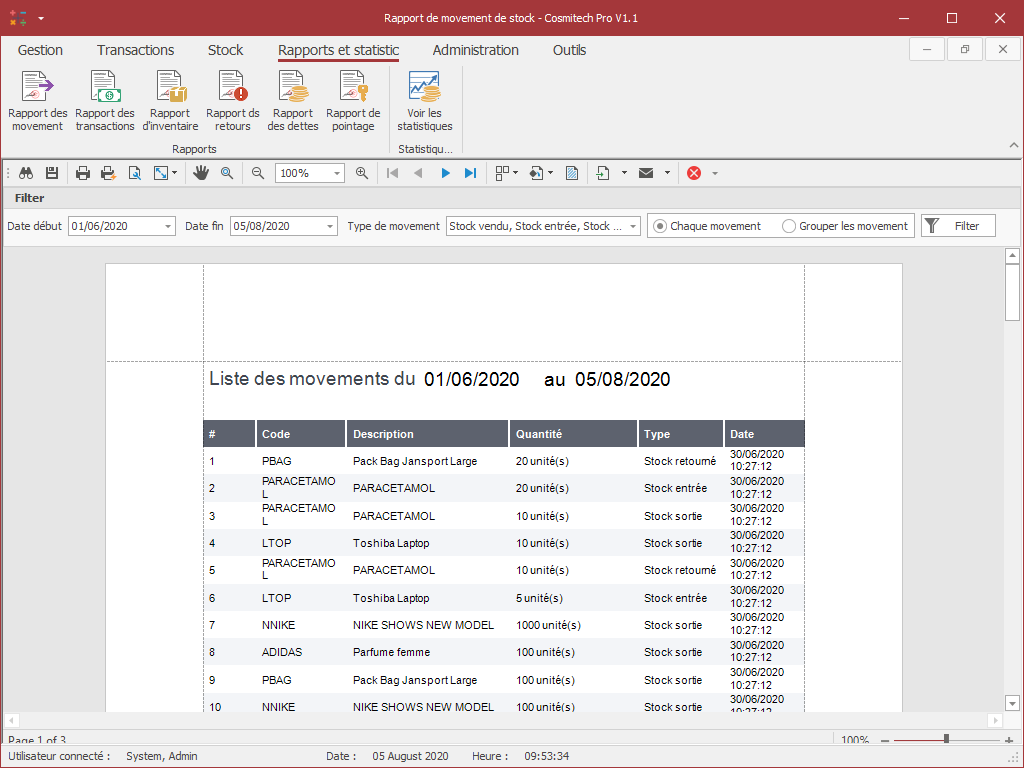 Rapport de movement de stock - Cosmitech Pro V1.1
Gestion Transactions Stock Rapports et statistic Administration Outils
Rapport des movement
Rapport des transactions
Rapport d'inventaire
Rapport ds retours
Rapport des dettes
Rapport de pointage
Voir les statistiques
Rapports Statistiqu...
100%
Filter
Date début 01/06/2020 Date fin 05/08/2020 Type de movement Stock vendu, Stock entrée, Stock ... Chaque movement Grouper les movement Filter
Liste des movements du 01/06/2020 au 05/08/2020
# Code Description Quantité Type Date
1 PBAG Pack Bag Jansport Large 20 unité(s) Stock retourné 30/06/2020 10:27:12
2 PARACETAMOL PARACETAMOL 20 unité(s) Stock entrée 30/06/2020 10:27:12
3 PARACETAMOL PARACETAMOL 10 unité(s) Stock sortie 30/06/2020 10:27:12
4 LTOP Toshiba Laptop 10 unité(s) Stock sortie 30/06/2020 10:27:12
5 PARACETAMOL PARACETAMOL 10 unité(s) Stock retourné 30/06/2020 10:27:12
6 LTOP Toshiba Laptop 5 unité(s) Stock entrée 30/06/2020 10:27:12
7 NNIKE NIKE SHOWS NEW MODEL 1000 unité(s) Stock sortie 30/06/2020 10:27:12
8 ADIDAS Parfume femme 100 unité(s) Stock sortie 30/06/2020 10:27:12
9 PBAG Pack Bag Jansport Large 100 unité(s) Stock sortie 30/06/2020 10:27:12
10 NNIKE NIKE SHOWS NEW MODEL 100 unité(s) Stock sortie 30/06/2020 10:27:12
Page 1 of 3 100%
Utilisateur connecté : System, Admin Date : 05 August 2020 Heure : 09:53:34